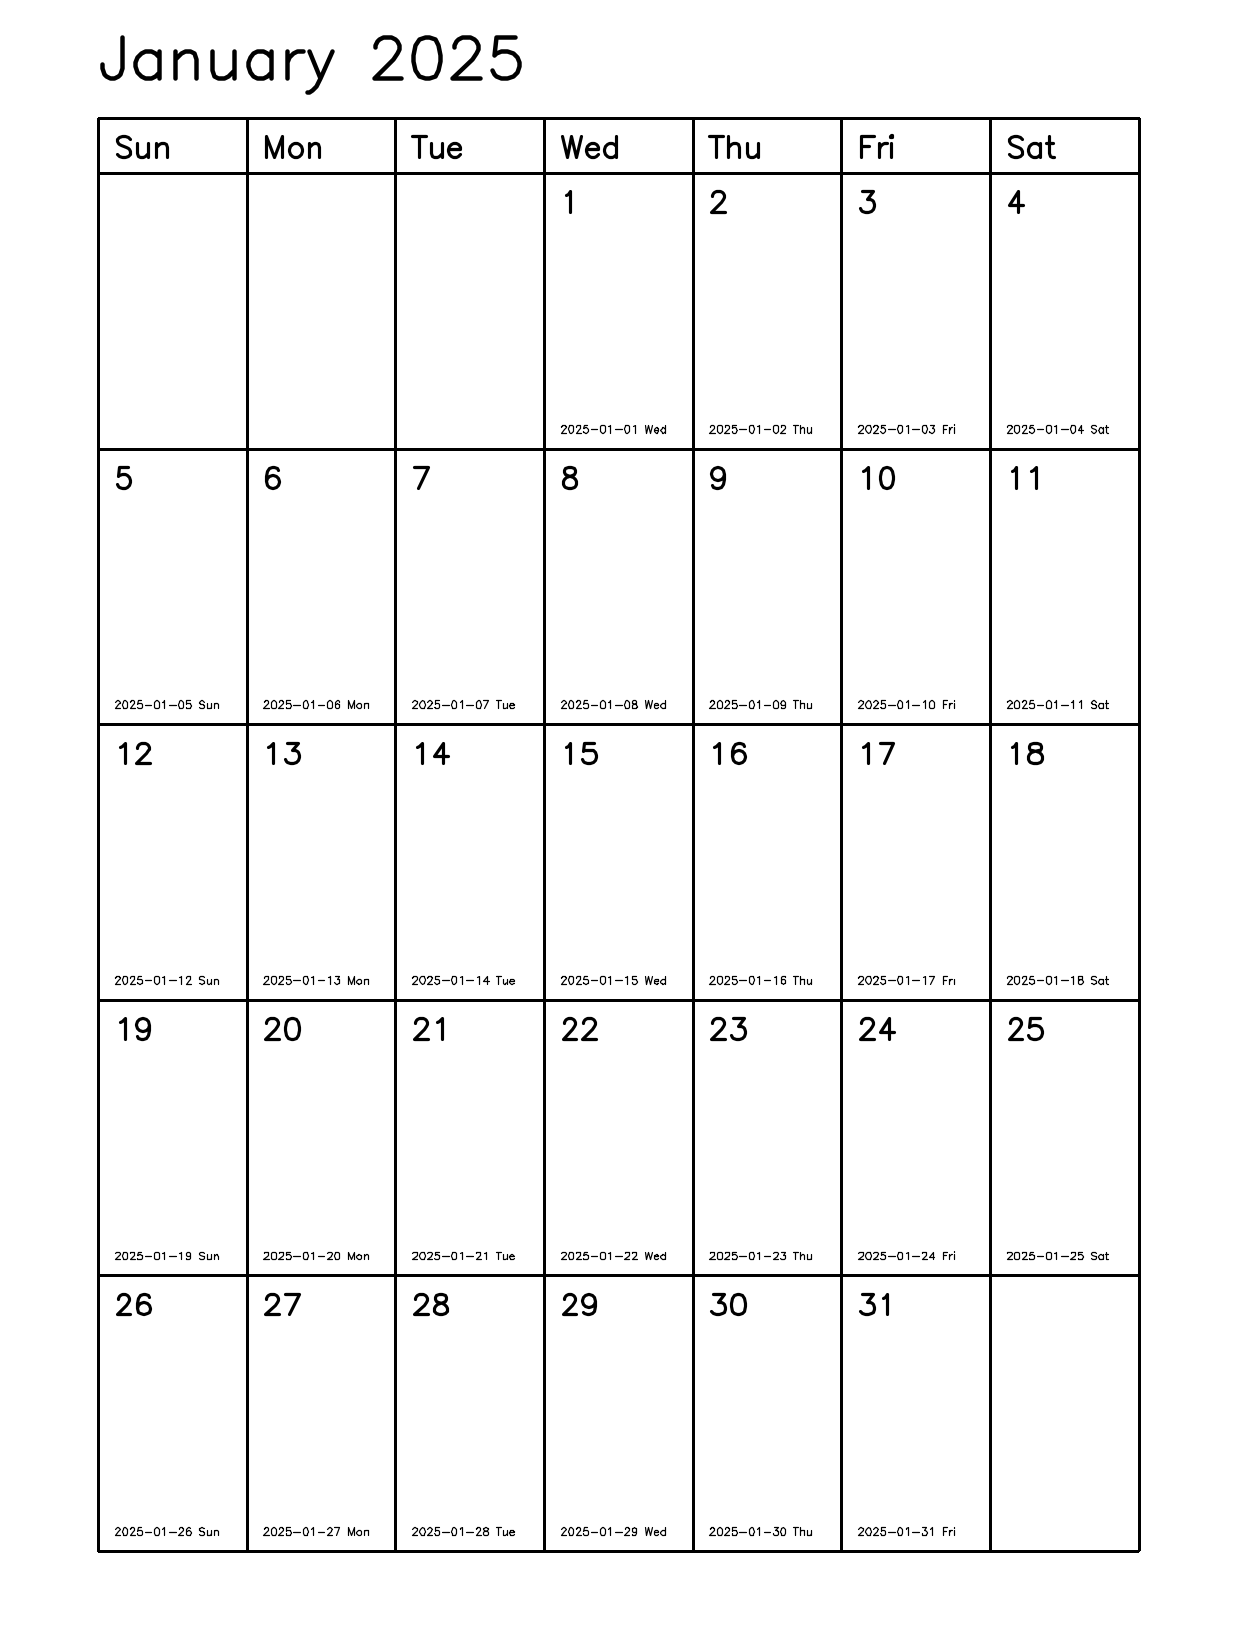 January 2025
Sun Mon Tue Wed Thu Fri Sat
1 2 3 4
2025-01-01 Wed 2025-01-02 Thu 2025-01-03 Fri 2025-01-04 Sat
5 6 7 8 9 10 11
2025-01-05 Sun 2025-01-06 Mon 2025-01-07 Tue 2025-01-08 Wed 2025-01-09 Thu 2025-01-10 Fri 2025-01-11 Sat
12 13 14 15 16 17 18
2025-01-12 Sun 2025-01-13 Mon 2025-01-14 Tue 2025-01-15 Wed 2025-01-16 Thu 2025-01-17 Fri 2025-01-18 Sat
19 20 21 22 23 24 25
2025-01-19 Sun 2025-01-20 Mon 2025-01-21 Tue 2025-01-22 Wed 2025-01-23 Thu 2025-01-24 Fri 2025-01-25 Sat
26 27 28 29 30 31
2025-01-26 Sun 2025-01-27 Mon 2025-01-28 Tue 2025-01-29 Wed 2025-01-30 Thu 2025-01-31 Fri